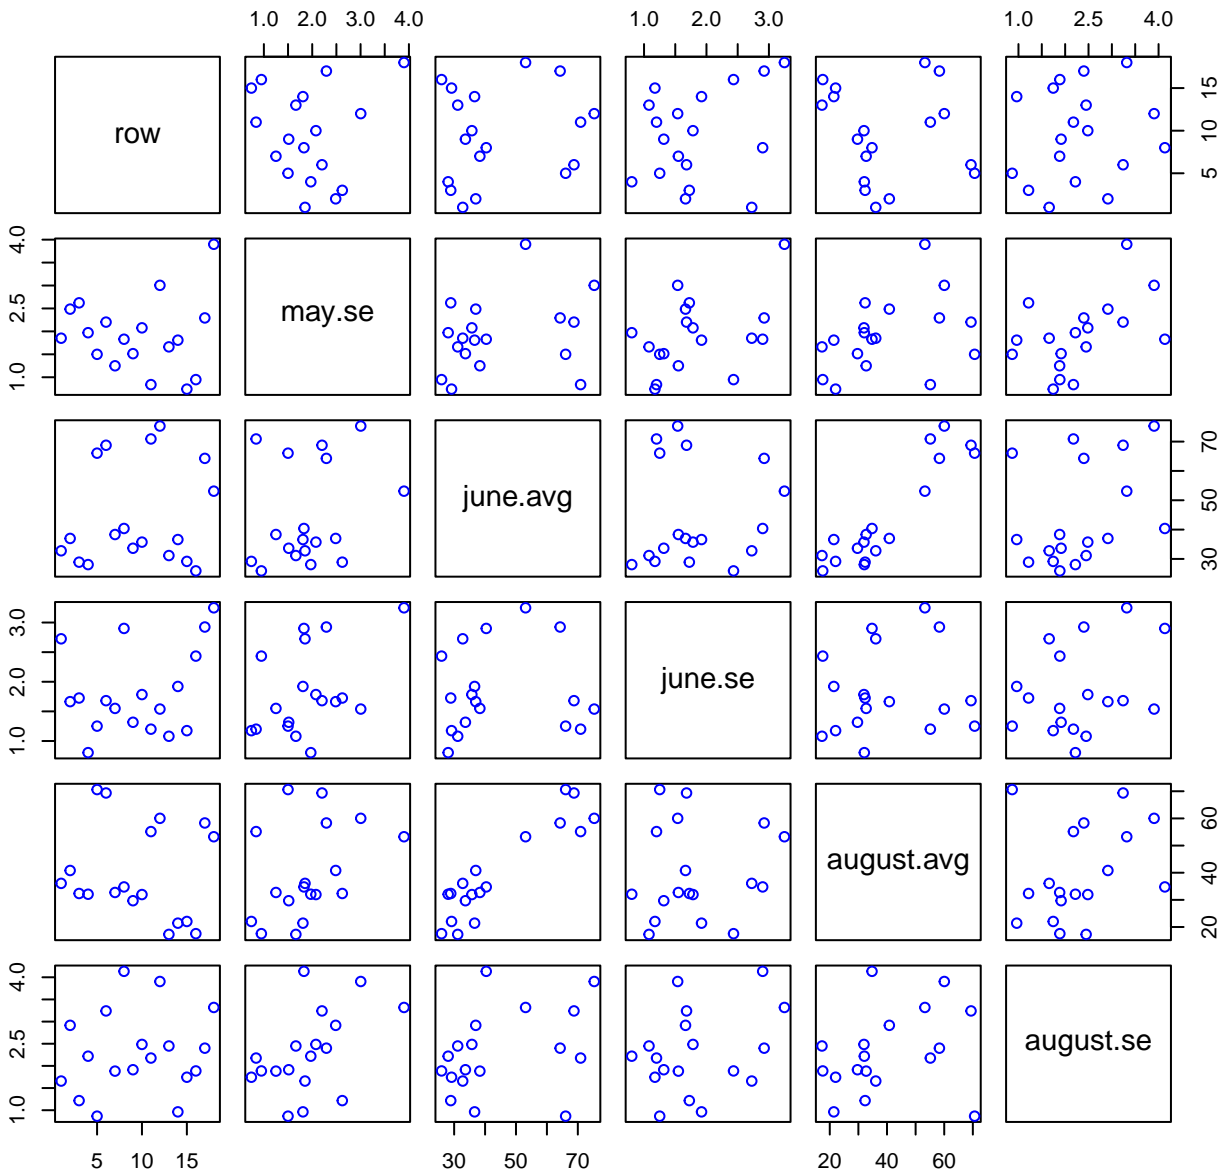 1.0 2.0 3.0 4.0 1.0 2.0 3.0 1.0 2.5 4.0
row 5 10 15
1.0 2.5 4.0 may.se
june.avg 30 50 70
1.0 2.0 3.0 june.se
august.avg 20 40 60
1.0 2.5 4.0 august.se
5 10 15 30 50 70 20 40 60